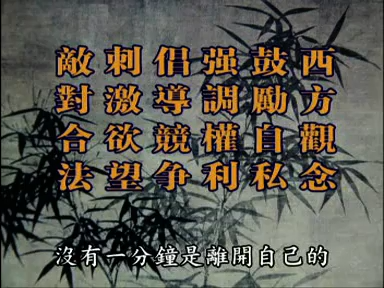 西方觀念
鼓勵自私
强調權利
倡導競争
刺激欲望
敵對合法
沒有一分鐘是離開自己的